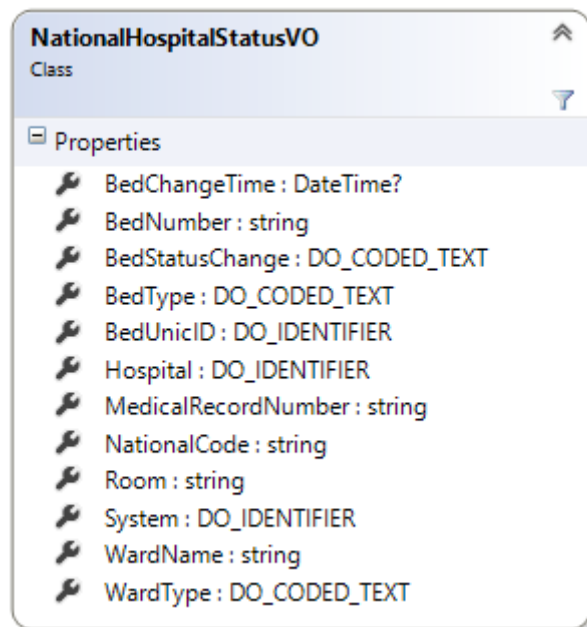 NationalHospitalStatusVO
Class
Properties
BedChangeTime : DateTime?
BedNumber : string
BedStatusChange : DO_CODED_TEXT
BedType : DO_CODED_TEXT
BedUnicID : DO_IDENTIFIER
Hospital : DO_IDENTIFIER
MedicalRecordNumber : string
NationalCode : string
Room : string
System : DO_IDENTIFIER
WardName : string
WardType : DO_CODED_TEXT